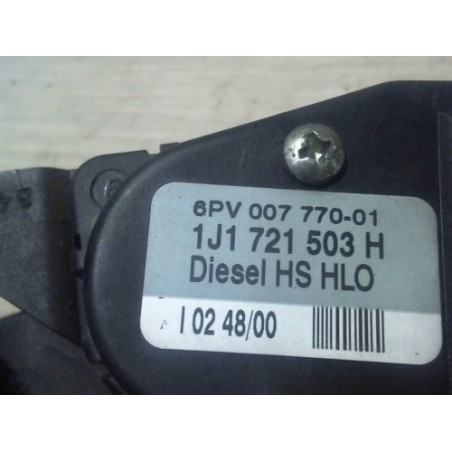 6PV 007 770-01
1J1 721 503 H
Diesel HS HLO
I 02 48/00